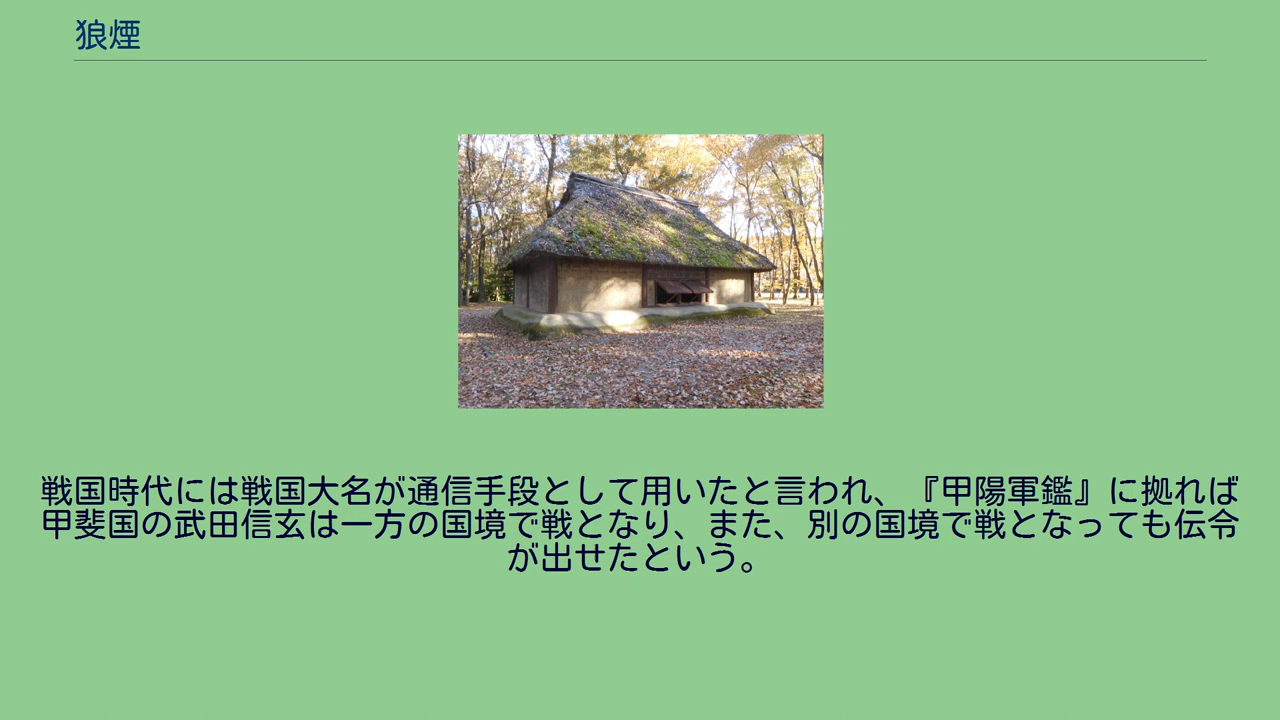 狼煙
戦国時代には戦国大名が通信手段として用いたと言われ、『甲陽軍鑑』に拠れば
甲斐国の武田信玄は一方の国境で戦となり、また、別の国境で戦となっても伝令
が出せたという。